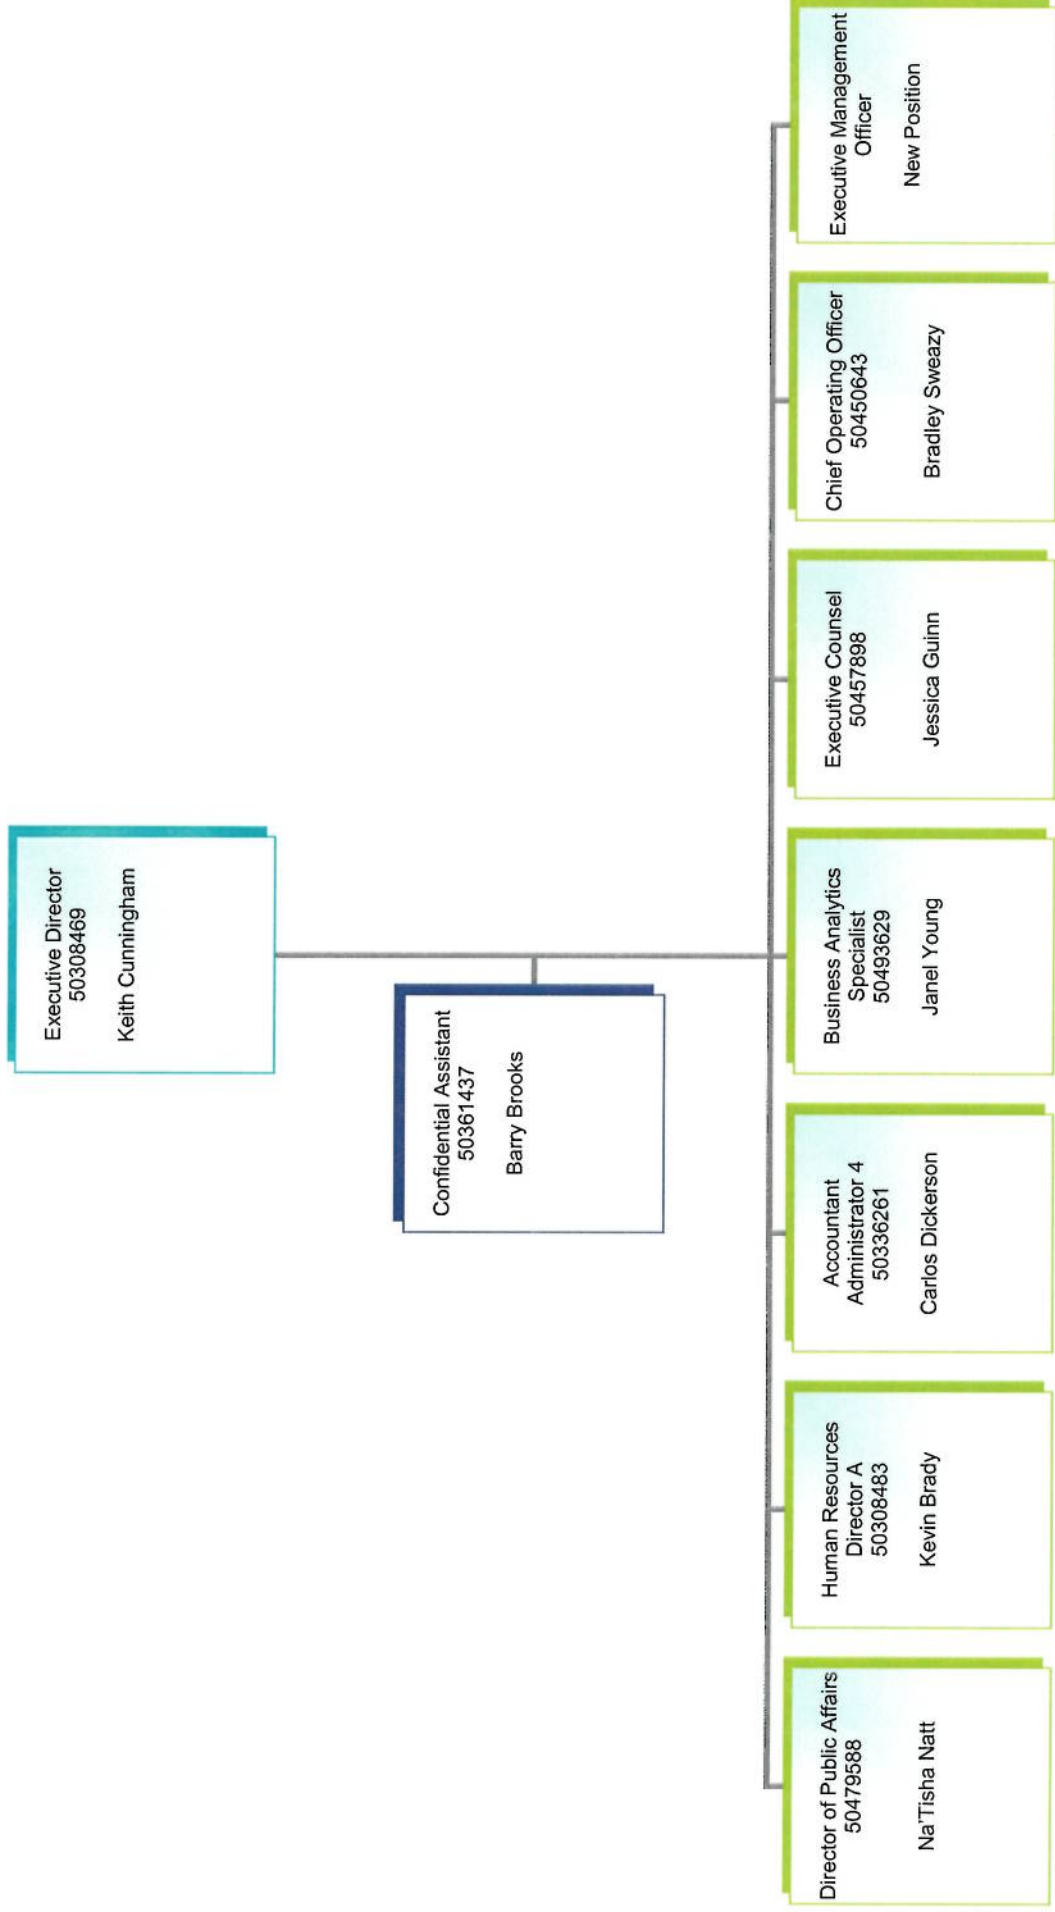 Executive Director
50308469
Keith Cunningham
Confidential Assistant
50361437
Barry Brooks
Director of Public Affairs
50479588
Na'Tisha Natt
Human Resources
Director A
50308483
Kevin Brady
Accountant
Administrator 4
50336261
Carlos Dickerson
Business Analytics
Specialist
50493629
Janel Young
Executive Counsel
50457898
Jessica Guinn
Chief Operating Officer
50450643
Bradley Sweazy
Executive Management
Officer
New Position